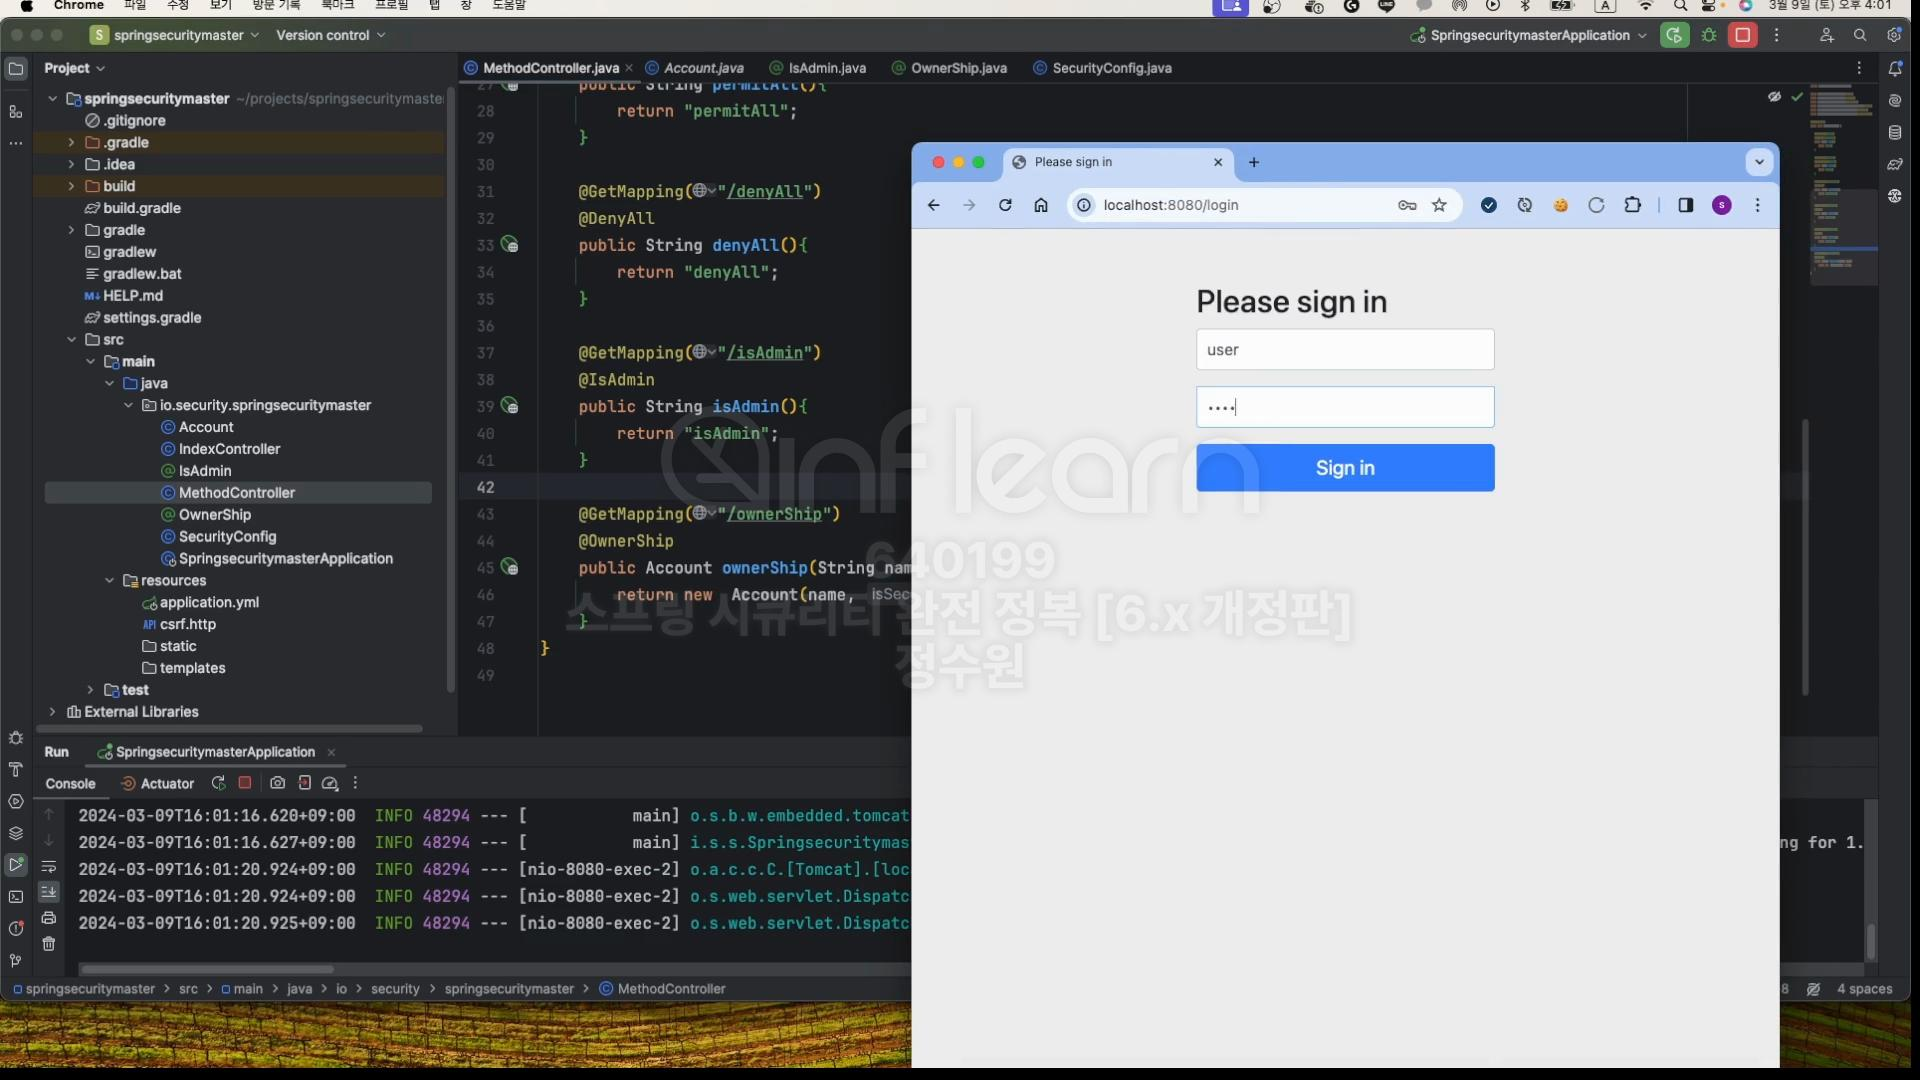 Chrome 파일 수정 보기 방문 기록 북마크 프로필 탭 창 도움말
3월 9일 (토) 오후 4:01
S springsecuritymaster Version control
SpringsecuritymasterApplication
Project
MethodController.java Account.java IsAdmin.java OwnerShip.java SecurityConfig.java
springsecuritymaster ~/projects/springsecuritymaster
.gitignore
.gradle
.idea
build
build.gradle
gradle
gradlew
gradlew.bat
HELP.md
settings.gradle
src
main
java
io.security.springsecuritymaster
Account
IndexController
IsAdmin
MethodController
OwnerShip
SecurityConfig
SpringsecuritymasterApplication
resources
application.yml
csrf.http
static
templates
test
External Libraries
27 public String permitAll(){
28 return "permitAll";
29 }
30
31 @GetMapping("/denyAll")
32 @DenyAll
33 public String denyAll(){
34 return "denyAll";
35 }
36
37 @GetMapping("/isAdmin")
38 @IsAdmin
39 public String isAdmin(){
40 return "isAdmin";
41 }
42
43 @GetMapping("/ownerShip")
44 @OwnerShip
45 public Account ownerShip(String nam
46 return new Account(name, isSec
47 }
48 }
49
Please sign in
localhost:8080/login
S
Please sign in
user
••••
Sign in
inflearn
640199
스프링 시큐리티 완전 정복 [6.x 개정판]
정수원
Run SpringsecuritymasterApplication
Console Actuator
2024-03-09T16:01:16.620+09:00 INFO 48294 --- [ main] o.s.b.w.embedded.tomcat
2024-03-09T16:01:16.627+09:00 INFO 48294 --- [ main] i.s.s.Springsecuritymas
ng for 1.
2024-03-09T16:01:20.924+09:00 INFO 48294 --- [nio-8080-exec-2] o.a.c.c.C.[Tomcat].[loc
2024-03-09T16:01:20.924+09:00 INFO 48294 --- [nio-8080-exec-2] o.s.web.servlet.Dispatc
2024-03-09T16:01:20.925+09:00 INFO 48294 --- [nio-8080-exec-2] o.s.web.servlet.Dispatc
springsecuritymaster > src > main > java > io > security > springsecuritymaster > MethodController
8 4 spaces